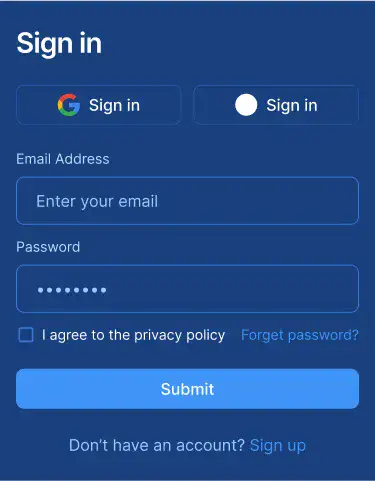 Sign in
Sign in Sign in
Email Address
Enter your email
Password
I agree to the privacy policy Forget password?
Submit
Don't have an account? Sign up